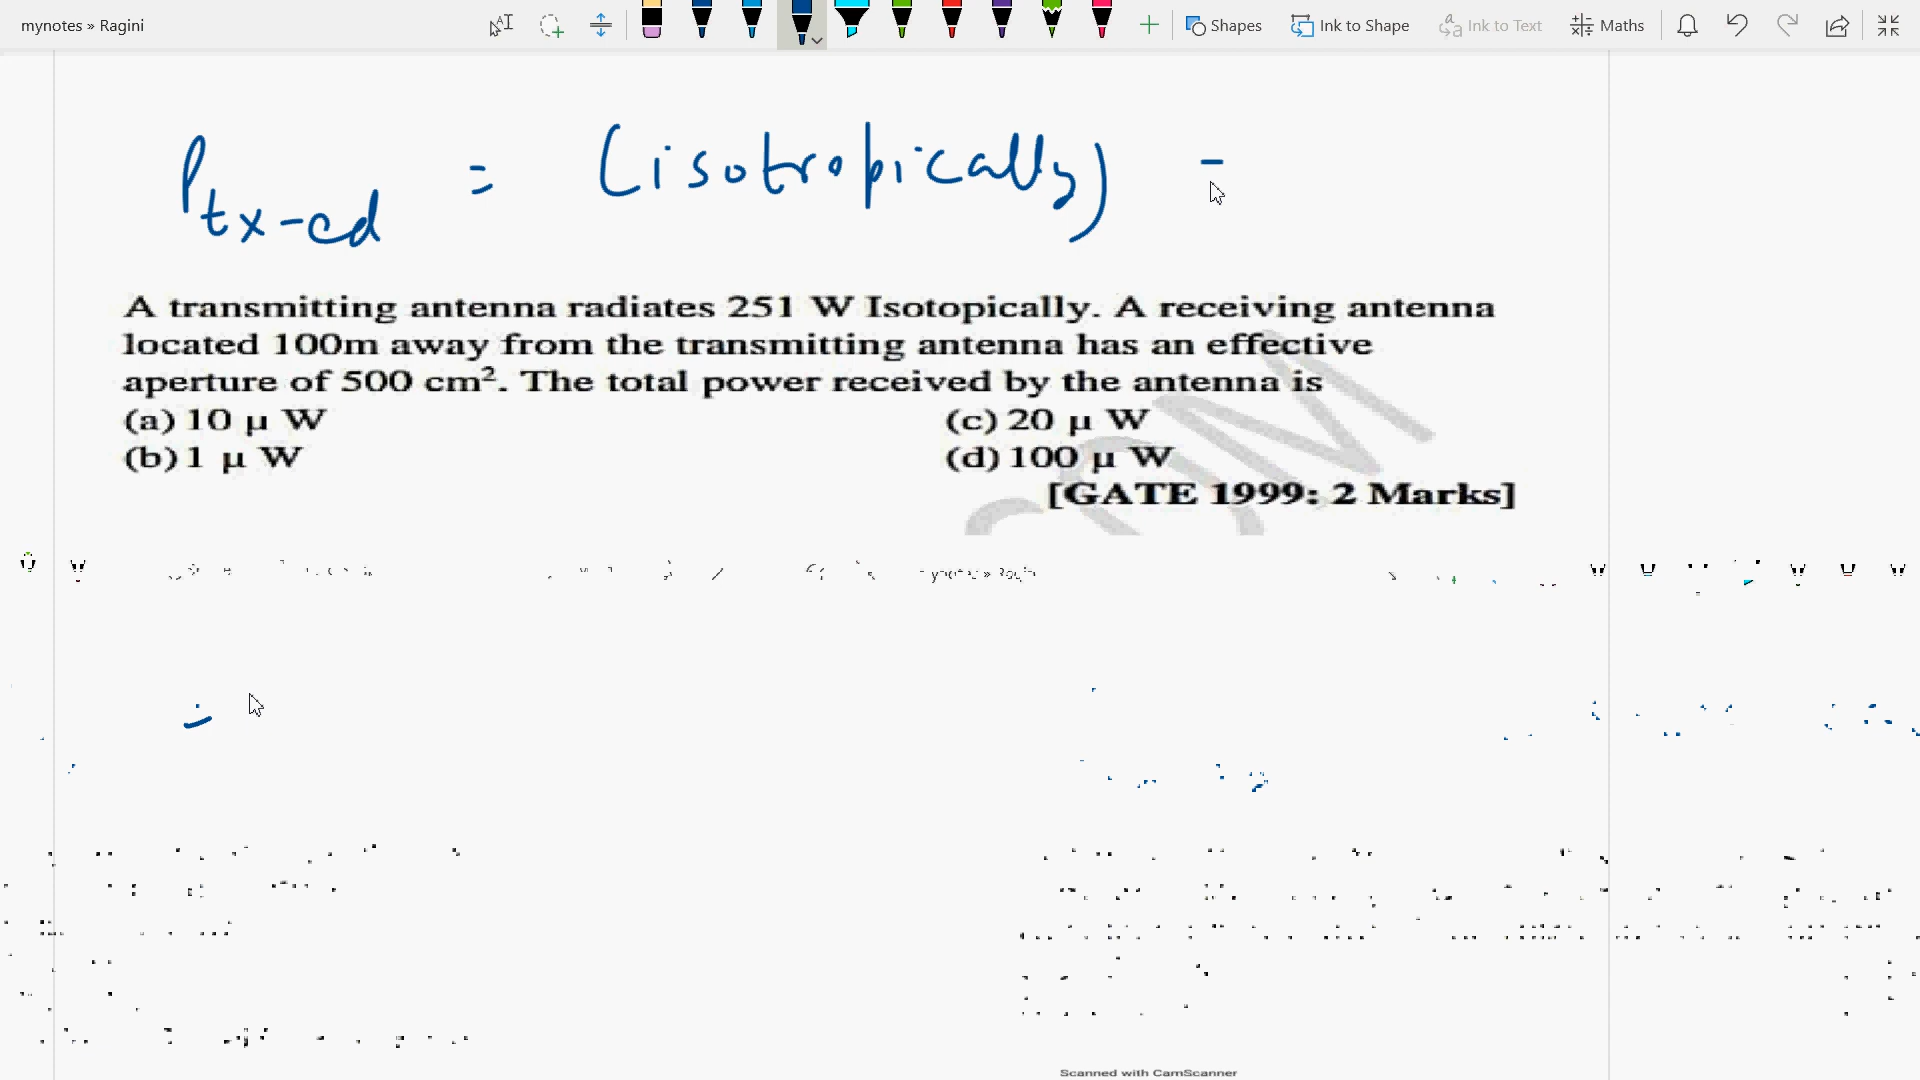 mynotes » Ragini
Shapes Ink to Shape Ink to Text Maths
Ptx-ed = (isotropically) -
A transmitting antenna radiates 251 W Isotopically. A receiving antenna
located 100m away from the transmitting antenna has an effective
aperture of 500 cm². The total power received by the antenna is
(a) 10 µ W (c) 20 µ W
(b) 1 µ W (d) 100 µ W
[GATE 1999: 2 Marks]
Scanned with CamScanner